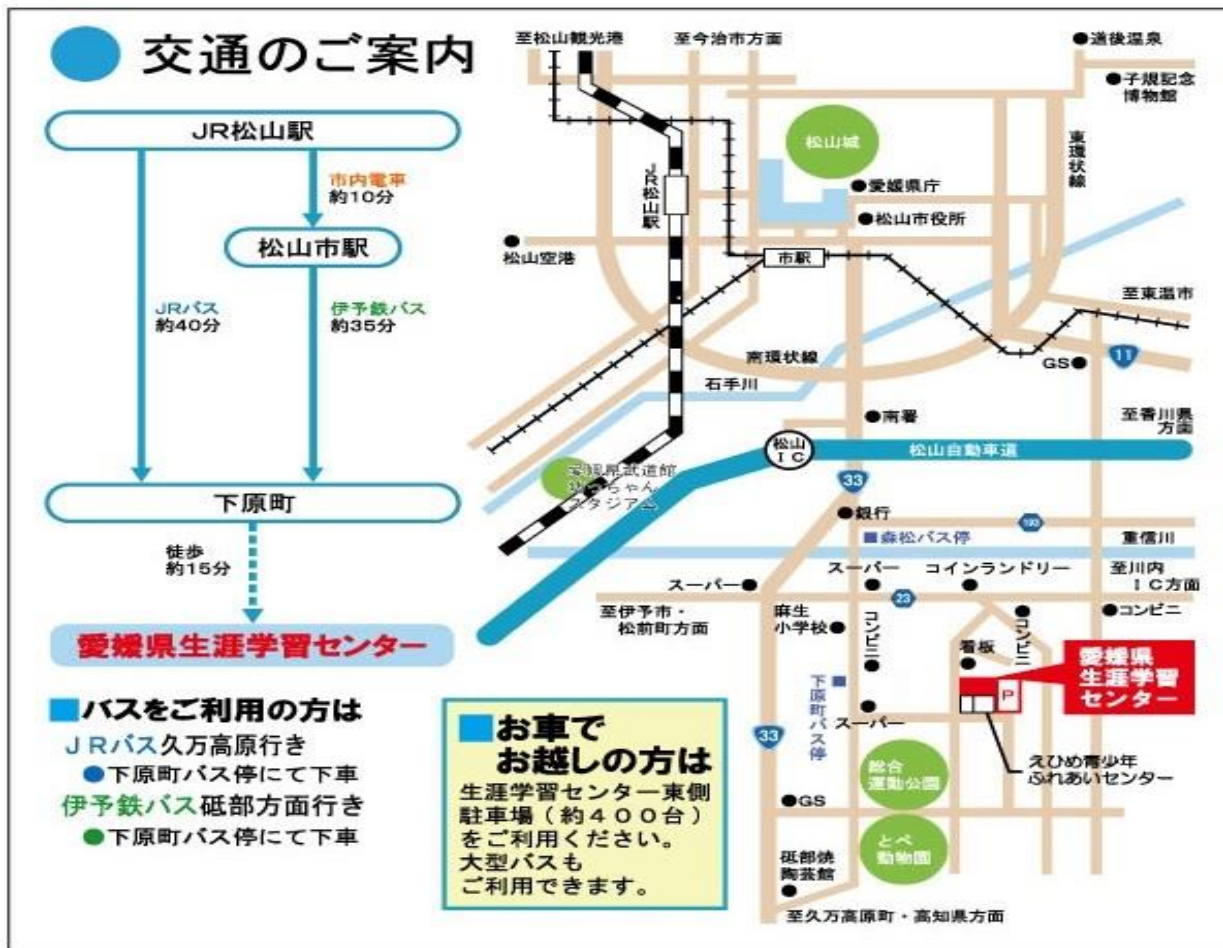 交通のご案内
JR松山駅
市内電車
約10分
松山市駅
JRバス
約40分
伊予鉄バス
約35分
下原町
徒歩
約15分
愛媛県生涯学習センター
■バスをご利用の方は
JRバス久万高原行き
●下原町バス停にて下車
伊予鉄バス砥部方面行き
●下原町バス停にて下車
■お車で
お越しの方は
生涯学習センター東側
駐車場(約400台)
をご利用ください。
大型バスも
ご利用できます。
至松山観光港
至今治市方面
●道後温泉
●子規記念
博物館
松山城
東環状線
JR松山駅
●愛媛県庁
●松山市役所
松山空港
市駅
至東温市
南環状線
石手川
GS●
11
●南署
至香川県
方面
松山
IC
松山自動車道
愛媛県武道館
坊っちゃん
スタジアム
33
●銀行
193
■森松バス停
重信川
スーパー●
スーパー
コインランドリー
至川内
IC方面
23
至伊予市・
松前町方面
麻生
小学校●
コンビニ
コンビニ
●コンビニ
看板
愛媛県
生涯学習
センター
P
下原町バス停
スーパー
33
えひめ青少年
ふれあいセンター
総合
運動公園
●GS
とべ
動物園
砥部焼
陶芸館
至久万高原町・高知県方面